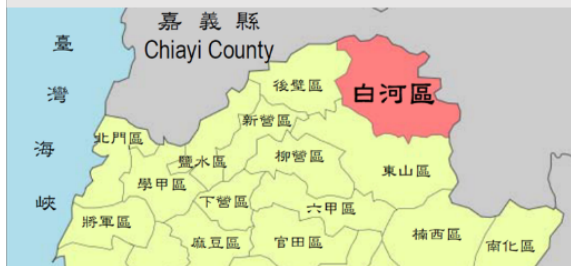 嘉義縣
Chiayi County
臺灣海峽
後壁區
白河區
新營區
北門區
鹽水區
柳營區
東山區
學甲區
下營區
六甲區
將軍區
麻豆區
官田區
楠西區
南化區